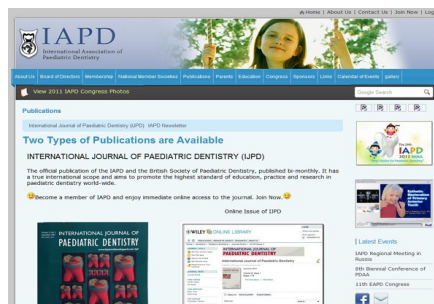 Home | About Us | Contact Us | Join Now | Log
IAPD
International Association of
Paediatric Dentistry
About Us | Board of Directors | Membership | National Member Societies | Publications | Parents | Education | Congress | Sponsors | Links | Calendar of Events | gallery
View 2011 IAPD Congress Photos
Google Search
Publications
International Journal of Paediatric Dentistry (IJPD) IAPD Newsletter
Two Types of Publications are Available
INTERNATIONAL JOURNAL OF PAEDIATRIC DENTISTRY (IJPD)
The official publication of the IAPD and the British Society of Paediatric Dentistry, published bi-monthly. It has
a true international scope and aims to promote the highest standard of education, practice and research in
paediatric dentistry world-wide.
Become a member of IAPD and enjoy immediate online access to the journal. Join Now.
Online Issue of IJPD
INTERNATIONAL JOURNAL OF
PAEDIATRIC DENTISTRY
WILEY ONLINE LIBRARY
International Journal of Paediatric Dentistry
IAPD
Latest Events
IAPD Regional Meeting in
Russia
6th Biennial Conference of
PDAA
11th EAPD Congress